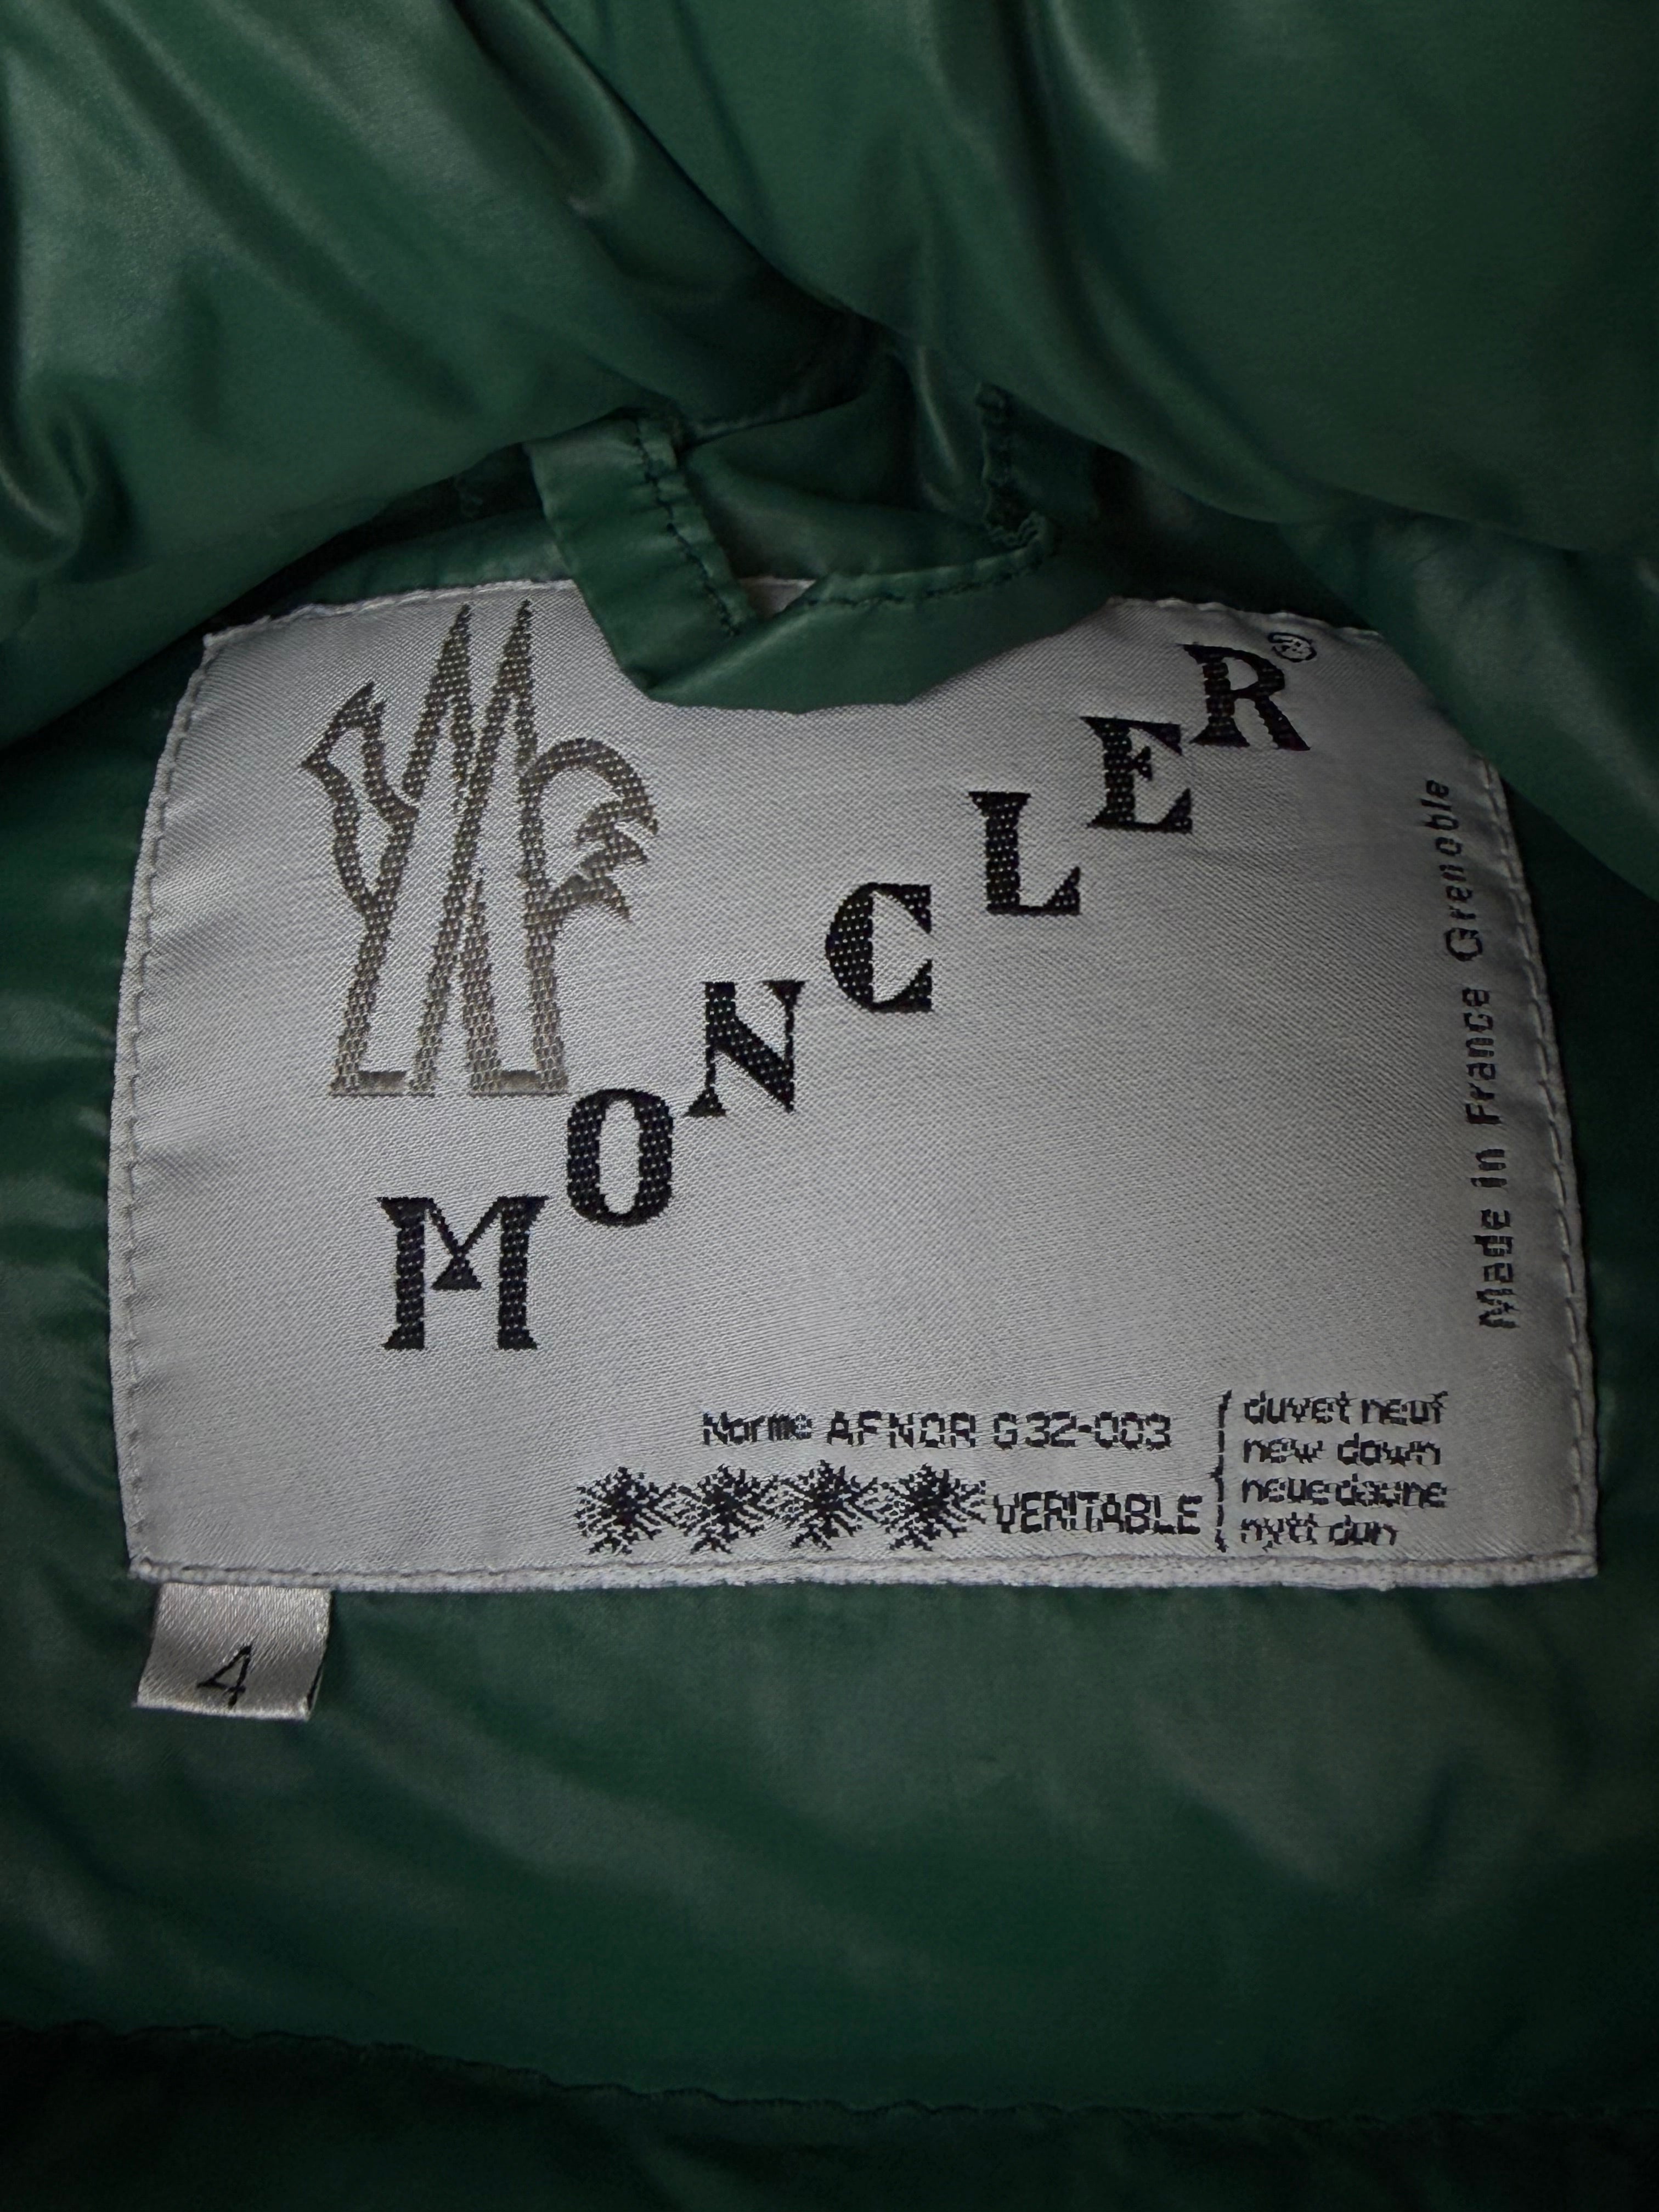 MONCLER®
Made in France Grenoble
Norme AFNOR G32-003
VERITABLE
duvet neuf
new down
neue daune
nytt dun
4